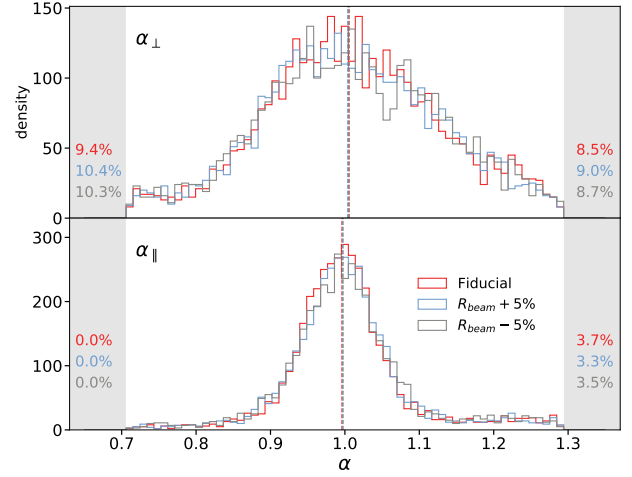 150
α⊥
100
density
50
9.4%
10.4%
10.3%
8.5%
9.0%
8.7%
0
300
α∥
200
Fiducial
R_beam + 5%
R_beam − 5%
100
0.0%
0.0%
0.0%
3.7%
3.3%
3.5%
0
0.7 0.8 0.9 1.0 1.1 1.2 1.3
α